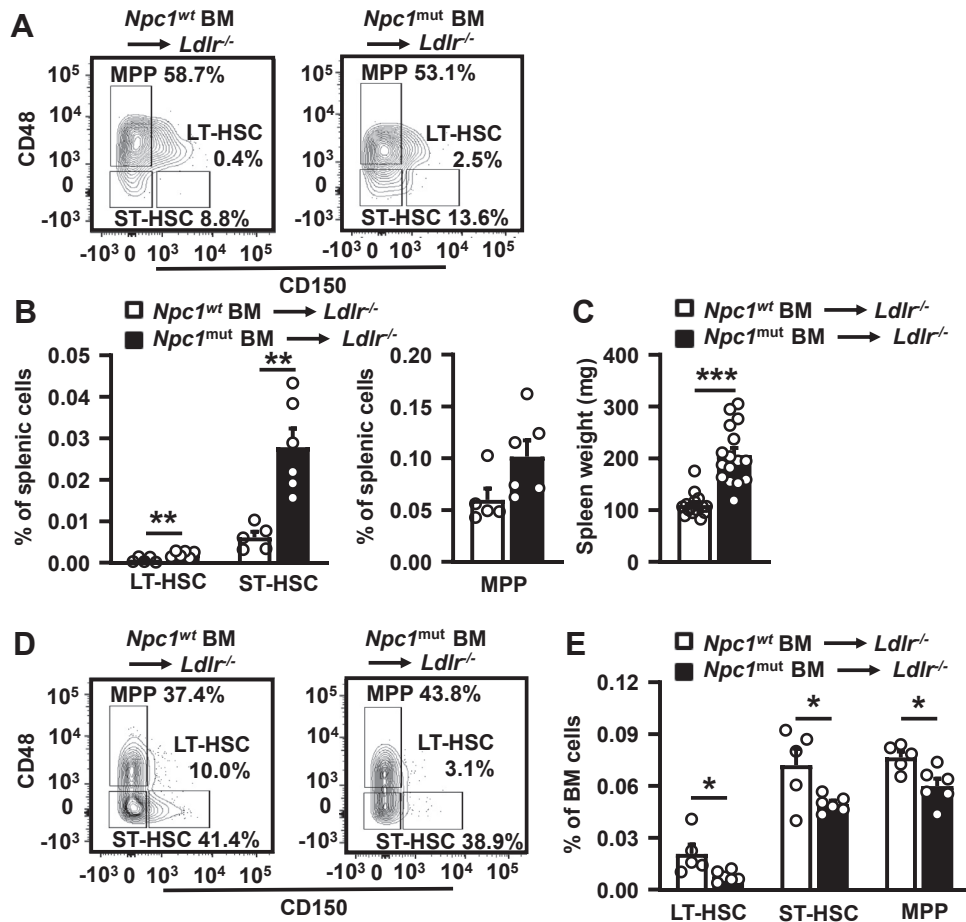 A
Npc1wt BM
Ldlr-/-
Npc1mut BM
Ldlr-/-
CD48
10⁵
10⁴
10³
0
-10³
MPP 58.7%
LT-HSC
0.4%
ST-HSC 8.8%
-10³ 0 10³ 10⁴ 10⁵
10⁵
10⁴
10³
0
-10³
MPP 53.1%
LT-HSC
2.5%
ST-HSC 13.6%
-10³ 0 10³ 10⁴ 10⁵
CD150
B
Npc1wt BM Ldlr-/-
Npc1mut BM Ldlr-/-
% of splenic cells
0.05
0.04
0.03
0.02
0.01
0.00
**
**
LT-HSC ST-HSC
% of splenic cells
0.20
0.15
0.10
0.05
0.00
MPP
C
Npc1wt BM Ldlr-/-
Npc1mut BM Ldlr-/-
Spleen weight (mg)
400
300
200
100
0
***
D
Npc1wt BM
Ldlr-/-
Npc1mut BM
Ldlr-/-
CD48
10⁵
10⁴
10³
0
-10³
MPP 37.4%
LT-HSC
10.0%
ST-HSC 41.4%
-10³ 0 10³ 10⁴ 10⁵
10⁵
10⁴
10³
0
-10³
MPP 43.8%
LT-HSC
3.1%
ST-HSC 38.9%
-10³ 0 10³ 10⁴ 10⁵
CD150
E
Npc1wt BM Ldlr-/-
Npc1mut BM Ldlr-/-
% of BM cells
0.12
0.09
0.06
0.03
0.00
*
*
*
LT-HSC ST-HSC MPP